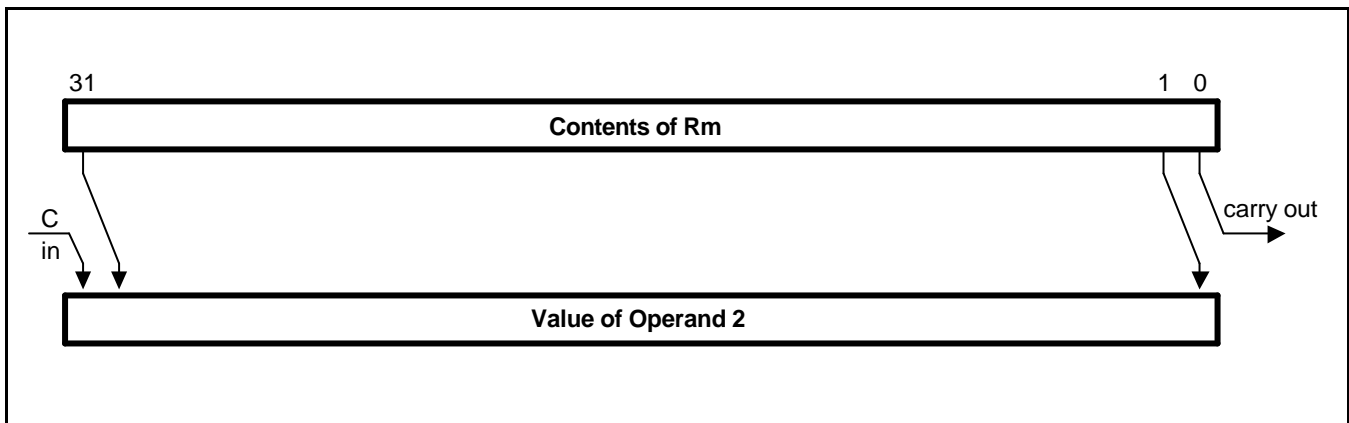 31 1 0
Contents of Rm
C
in
carry out
Value of Operand 2